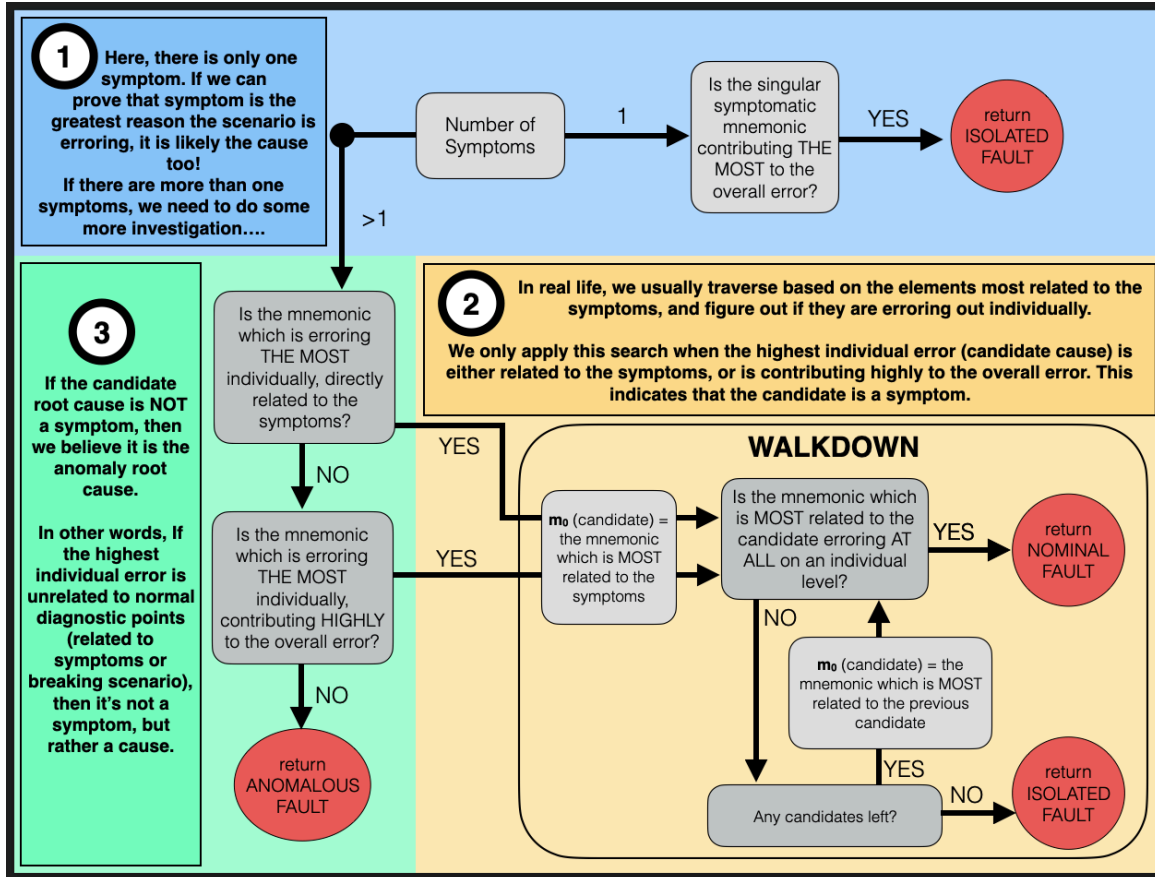 1
Here, there is only one
symptom. If we can
prove that symptom is the
greatest reason the scenario is
erroring, it is likely the cause
too!
If there are more than one
symptoms, we need to do some
more investigation….
Number of
Symptoms
1
Is the singular
symptomatic
mnemonic
contributing THE
MOST to the
overall error?
YES
return
ISOLATED
FAULT
>1
3
If the candidate
root cause is NOT
a symptom, then
we believe it is the
anomaly root
cause.
In other words, If
the highest
individual error is
unrelated to normal
diagnostic points
(related to
symptoms or
breaking scenario),
then it’s not a
symptom, but
rather a cause.
Is the mnemonic
which is erroring
THE MOST
individually, directly
related to the
symptoms?
YES
NO
Is the mnemonic
which is erroring
THE MOST
individually,
contributing HIGHLY
to the overall error?
YES
NO
return
ANOMALOUS
FAULT
2
In real life, we usually traverse based on the elements most related to the
symptoms, and figure out if they are erroring out individually.
We only apply this search when the highest individual error (candidate cause) is
either related to the symptoms, or is contributing highly to the overall error. This
indicates that the candidate is a symptom.
WALKDOWN
m₀ (candidate) =
the mnemonic
which is MOST
related to the
symptoms
Is the mnemonic which
is MOST related to the
candidate erroring AT
ALL on an individual
level?
YES
return
NOMINAL
FAULT
NO
m₀ (candidate) = the
mnemonic which is MOST
related to the previous
candidate
YES
Any candidates left?
NO
return
ISOLATED
FAULT